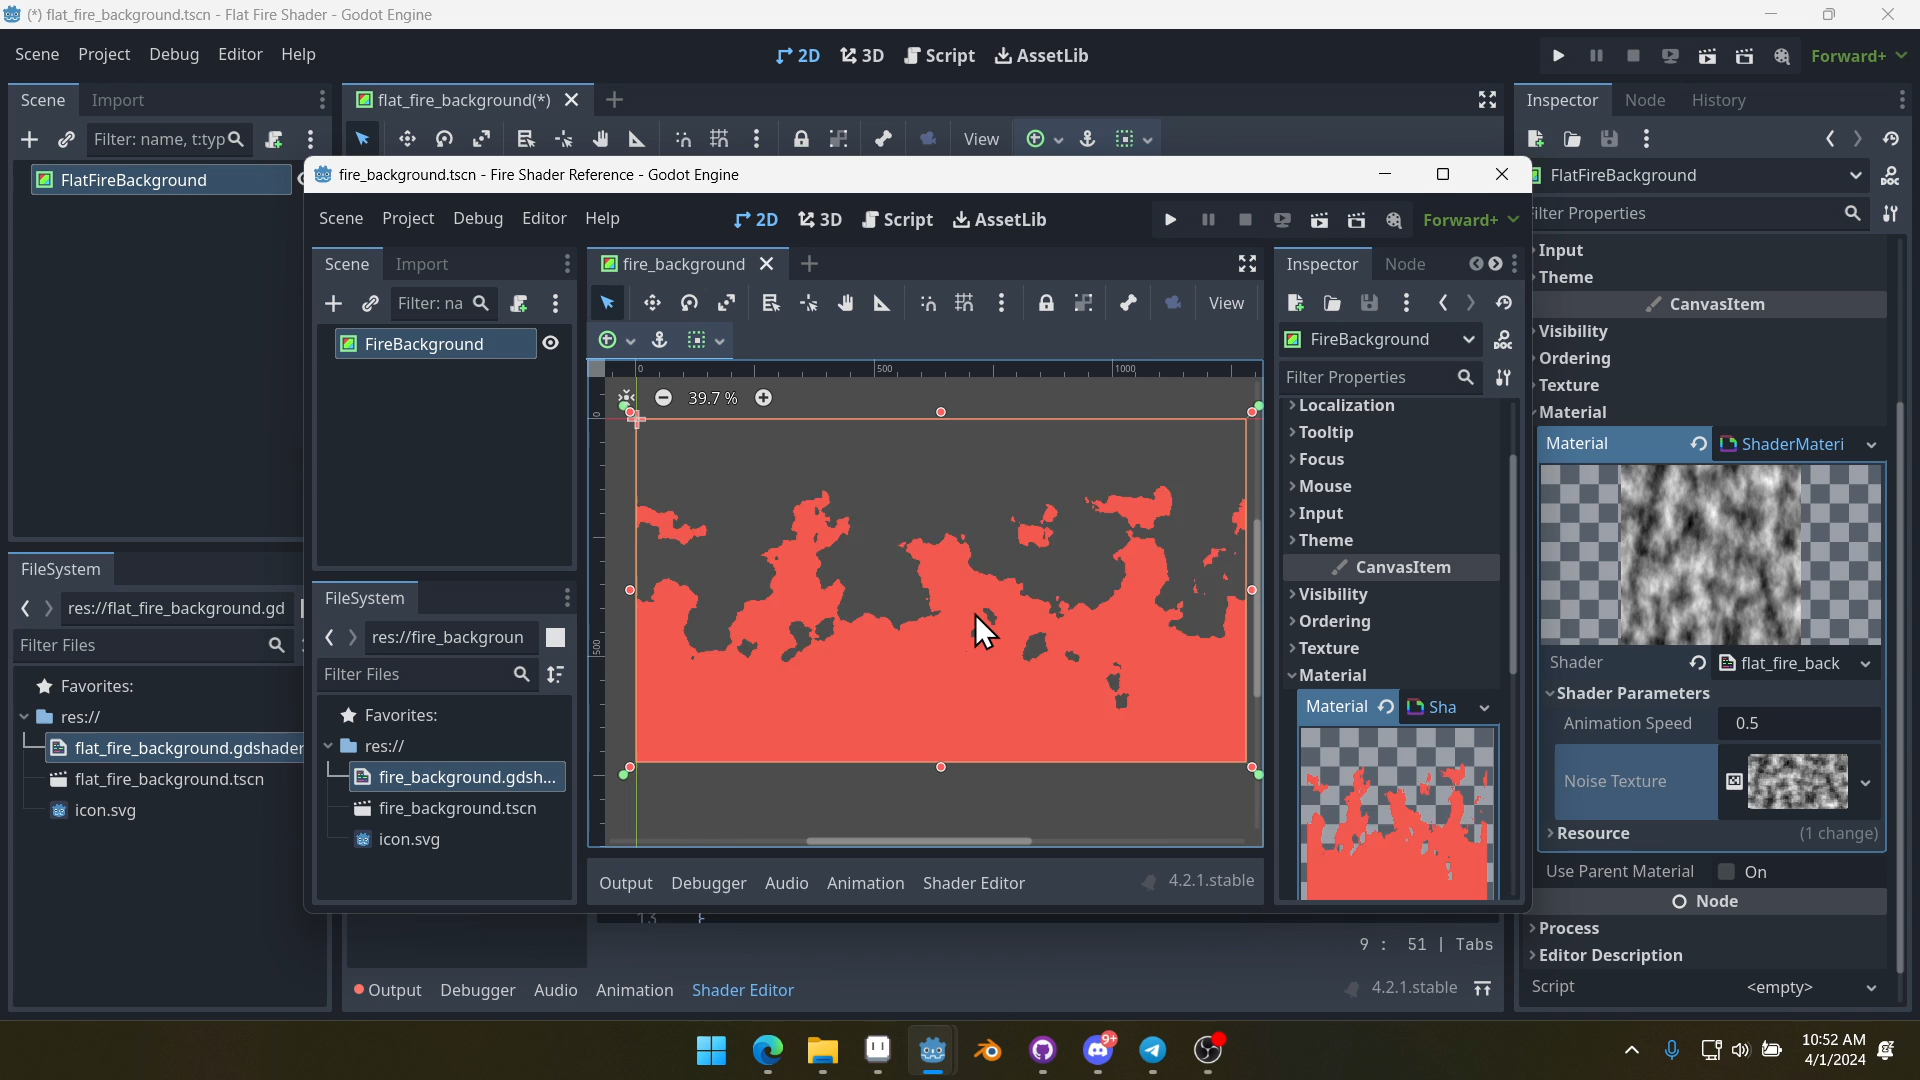 (*) flat_fire_background.tscn - Flat Fire Shader - Godot Engine
Scene Project Debug Editor Help
2D 3D Script AssetLib
Forward+
Scene Import
flat_fire_background(*)
Inspector Node History
Filter: name, t:typ
View
FlatFireBackground
FlatFireBackground
ilter Properties
fire_background.tscn - Fire Shader Reference - Godot Engine
Scene Project Debug Editor Help
2D 3D Script AssetLib
Forward+
Scene Import
fire_background
Inspector Node
Filter: na
View
FireBackground
FireBackground
Filter Properties
0 500 1000
0
500
39.7 %
Localization
Tooltip
Focus
Mouse
Input
Theme
CanvasItem
Visibility
Ordering
Texture
Material
Material Sha
FileSystem
res://fire_backgroun
Filter Files
Favorites:
res://
fire_background.gdsh...
fire_background.tscn
icon.svg
Output Debugger Audio Animation Shader Editor
4.2.1.stable
FileSystem
res://flat_fire_background.gd
Filter Files
Favorites:
res://
flat_fire_background.gdshader
flat_fire_background.tscn
icon.svg
Input
Theme
CanvasItem
Visibility
Ordering
Texture
Material
Material ShaderMateri
Shader flat_fire_back
Shader Parameters
Animation Speed 0.5
Noise Texture
Resource (1 change)
Use Parent Material On
Node
Process
Editor Description
Script <empty>
13 }
9 : 51 | Tabs
Output Debugger Audio Animation Shader Editor
4.2.1.stable
9+
10:52 AM
4/1/2024